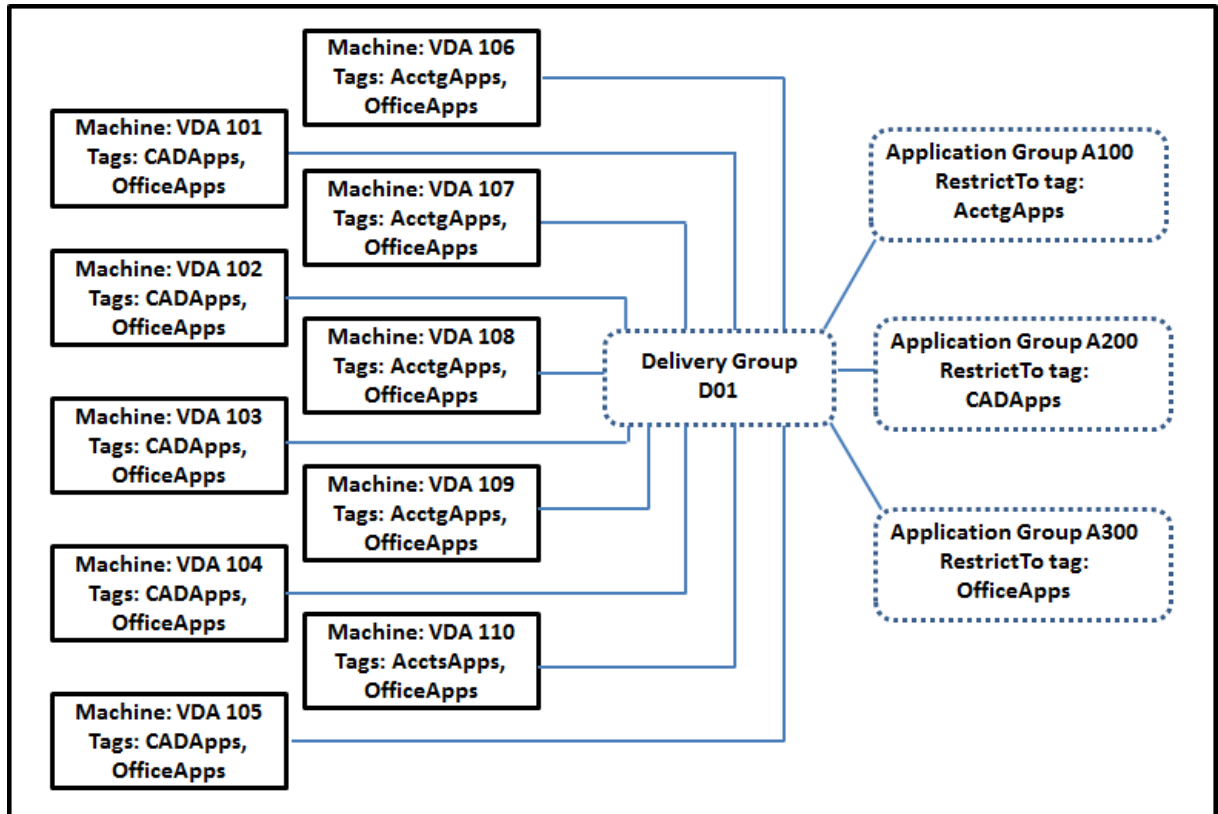 Machine: VDA 106
Tags: AcctgApps,
OfficeApps
Machine: VDA 101
Tags: CADApps,
OfficeApps
Machine: VDA 107
Tags: AcctgApps,
OfficeApps
Machine: VDA 102
Tags: CADApps,
OfficeApps
Machine: VDA 108
Tags: AcctgApps,
OfficeApps
Machine: VDA 103
Tags: CADApps,
OfficeApps
Machine: VDA 109
Tags: AcctgApps,
OfficeApps
Machine: VDA 104
Tags: CADApps,
OfficeApps
Machine: VDA 110
Tags: AcctsApps,
OfficeApps
Machine: VDA 105
Tags: CADApps,
OfficeApps
Delivery Group
D01
Application Group A100
RestrictTo tag:
AcctgApps
Application Group A200
RestrictTo tag:
CADApps
Application Group A300
RestrictTo tag:
OfficeApps